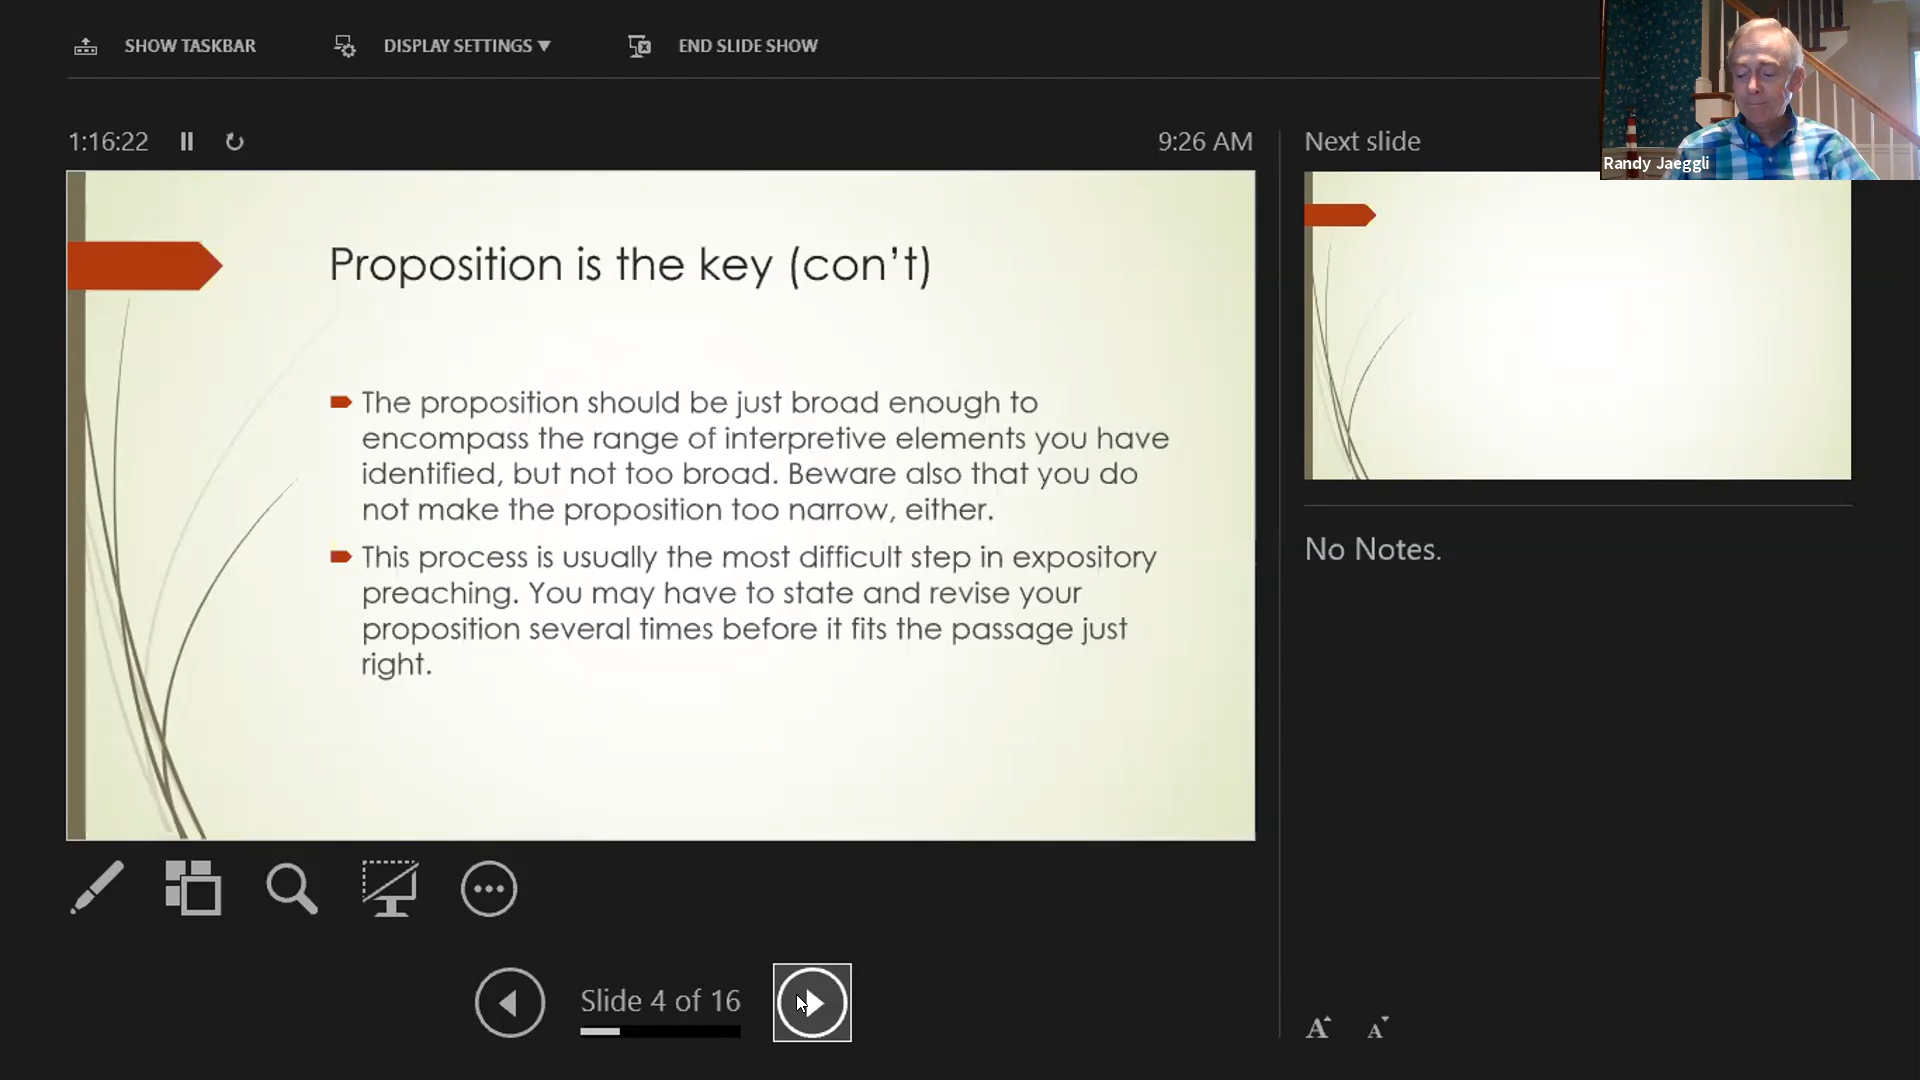 SHOW TASKBAR
DISPLAY SETTINGS ▼
END SLIDE SHOW
1:16:22
9:26 AM
Next slide
Randy Jaeggli
Proposition is the key (con’t)
The proposition should be just broad enough to
encompass the range of interpretive elements you have
identified, but not too broad. Beware also that you do
not make the proposition too narrow, either.
This process is usually the most difficult step in expository
preaching. You may have to state and revise your
proposition several times before it fits the passage just
right.
No Notes.
Slide 4 of 16
A
A